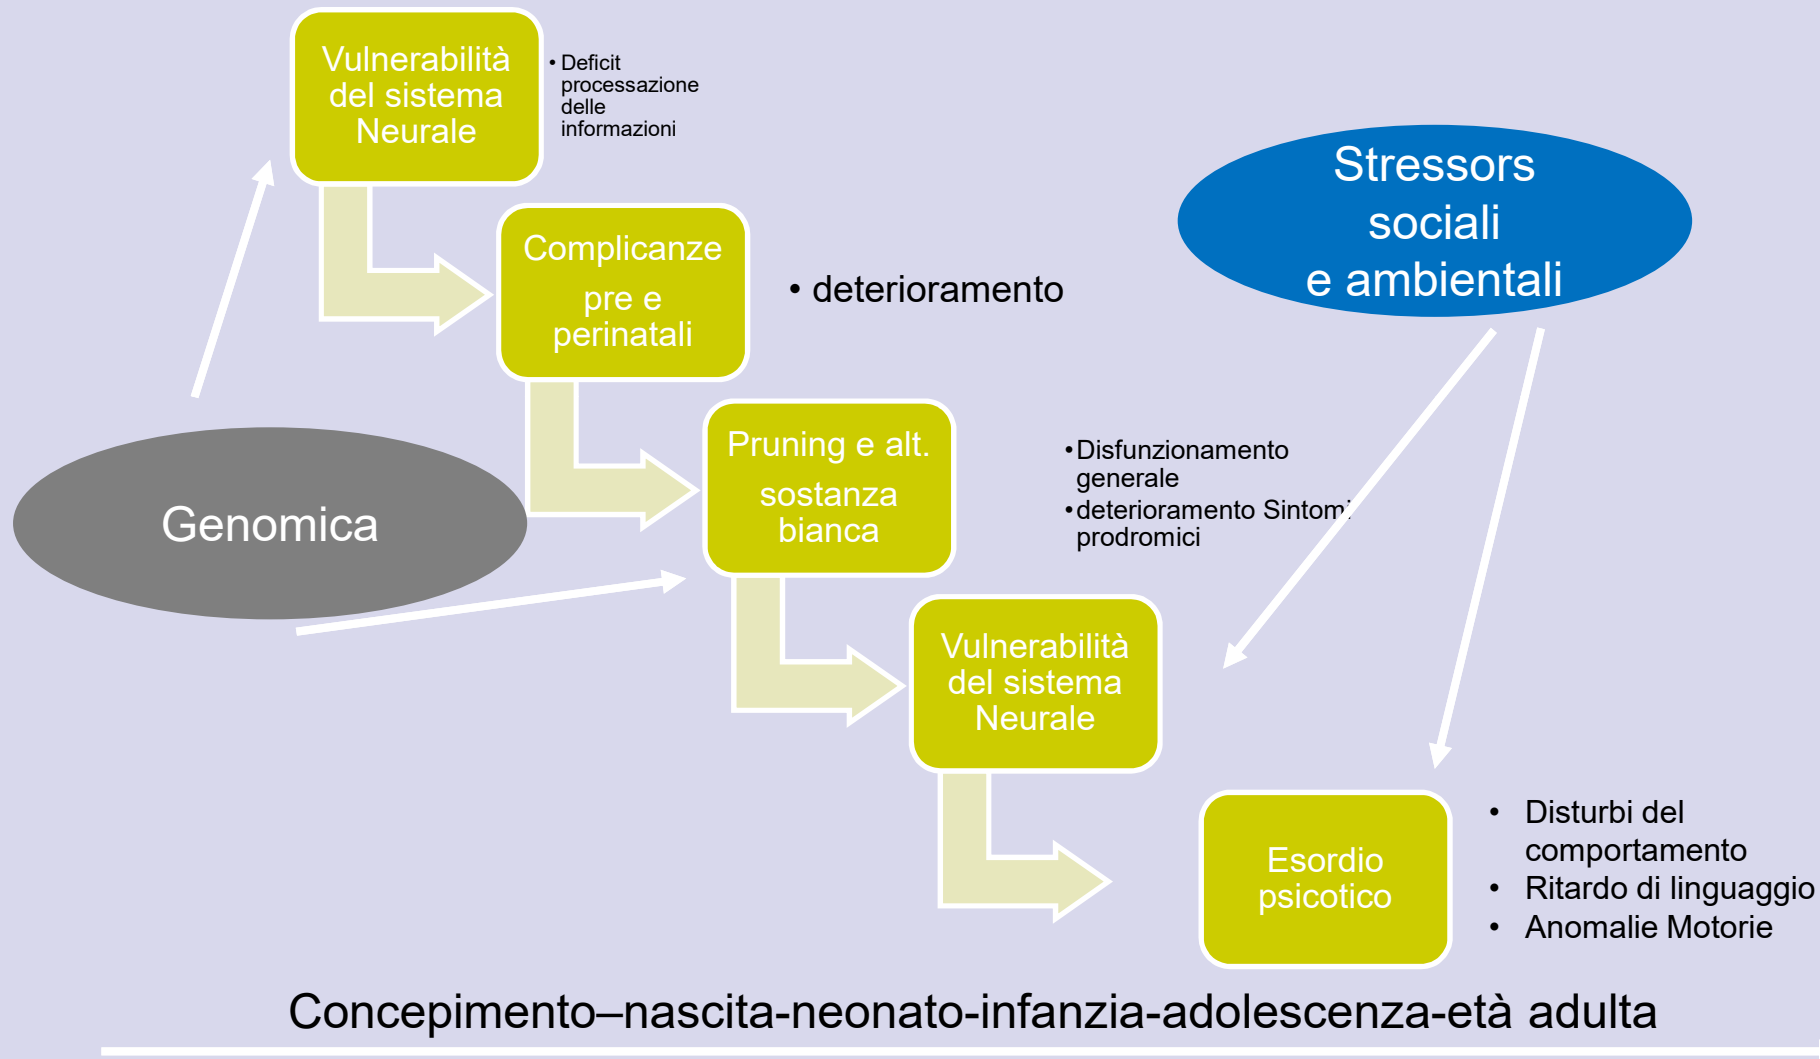 Vulnerabilità
del sistema
Neurale
• Deficit
processazione
delle
informazioni
Complicanze
pre e
perinatali
• deterioramento
Stressors
sociali
e ambientali
Genomica
Pruning e alt.
sostanza
bianca
• Disfunzionamento
generale
• deterioramento Sintomi
prodromici
Vulnerabilità
del sistema
Neurale
Esordio
psicotico
• Disturbi del
comportamento
• Ritardo di linguaggio
• Anomalie Motorie
Concepimento–nascita-neonato-infanzia-adolescenza-età adulta